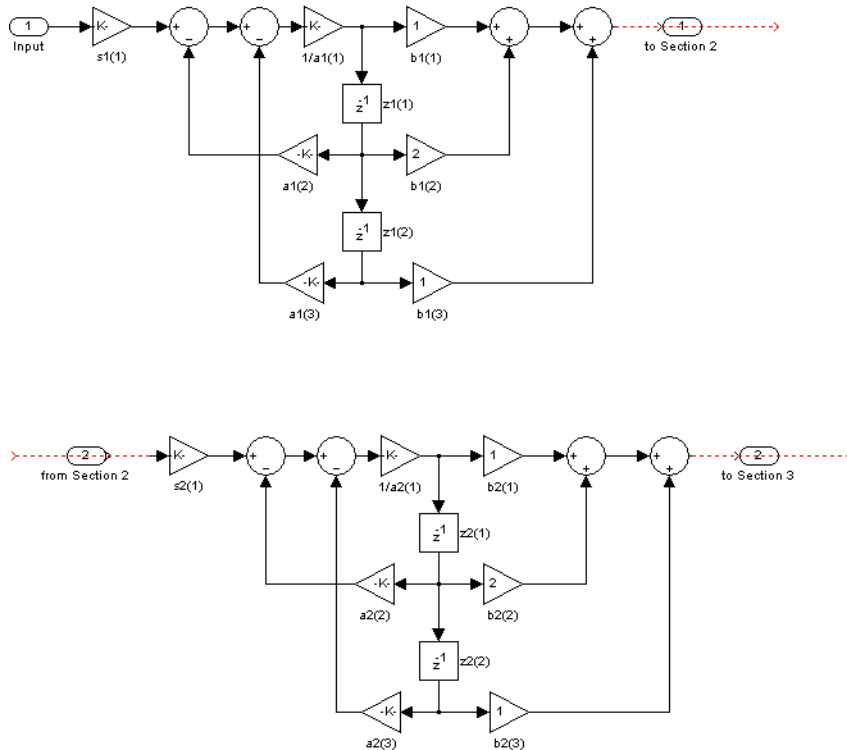 1 K- + + K- 1 + + 1
− −
Input s1(1) 1/a1(1) b1(1) + + to Section 2
z⁻¹ z1(1)
-K- 2
a1(2) b1(2)
z⁻¹ z1(2)
-K- 1
a1(3) b1(3)
2 K- + + K- 1 + + 2
− −
from Section 2 s2(1) 1/a2(1) b2(1) + + to Section 3
z⁻¹ z2(1)
-K- 2
a2(2) b2(2)
z⁻¹ z2(2)
-K- 1
a2(3) b2(3)